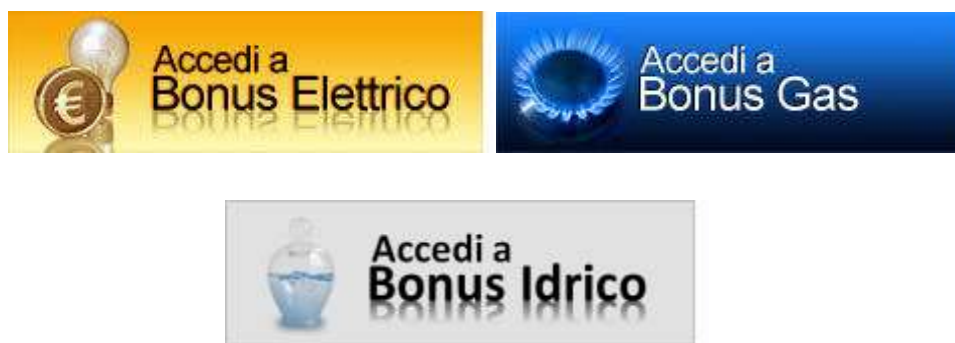 Accedi a
Bonus Elettrico
Accedi a
Bonus Gas
Accedi a
Bonus Idrico